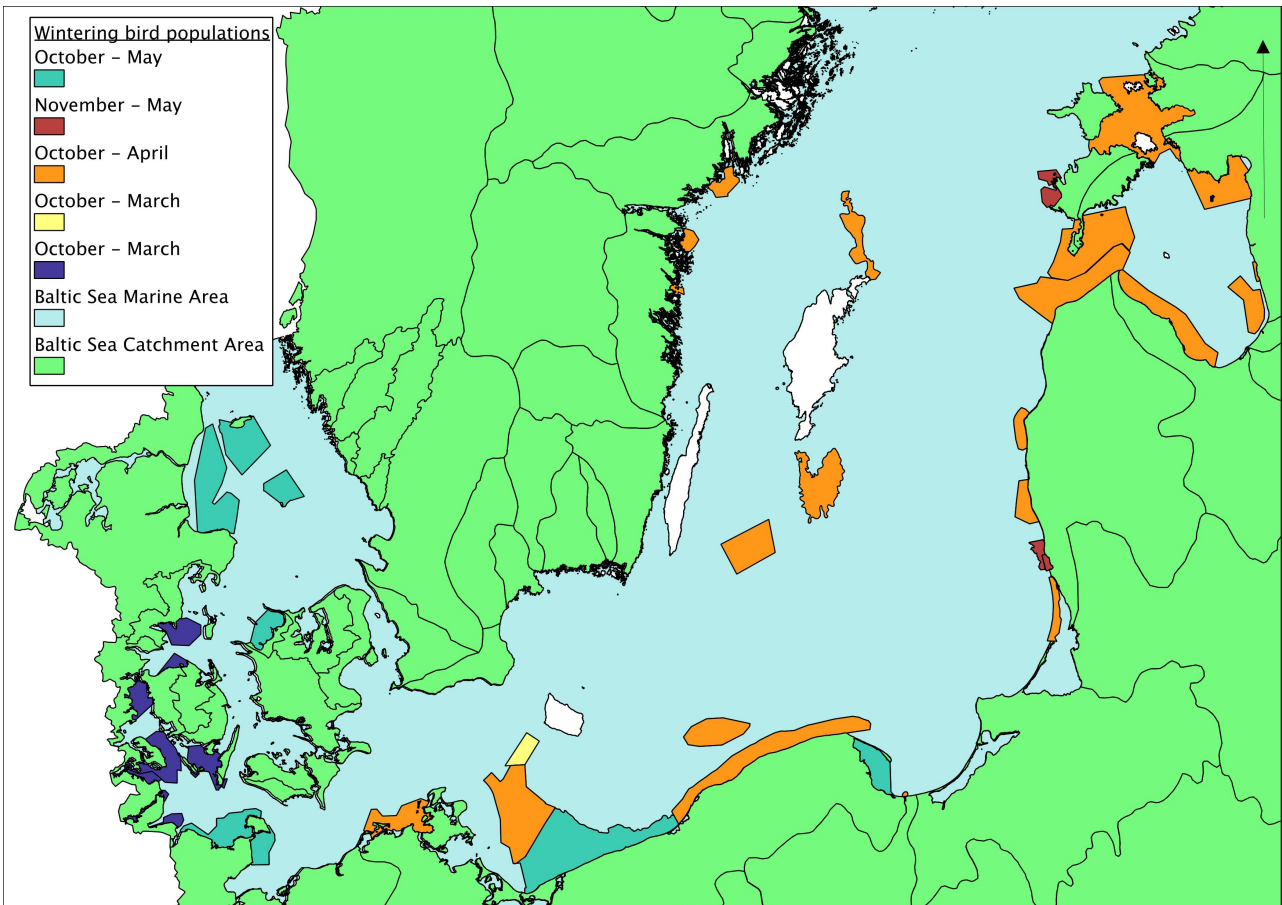 Wintering bird populations
October – May
November – May
October – April
October – March
October – March
Baltic Sea Marine Area
Baltic Sea Catchment Area